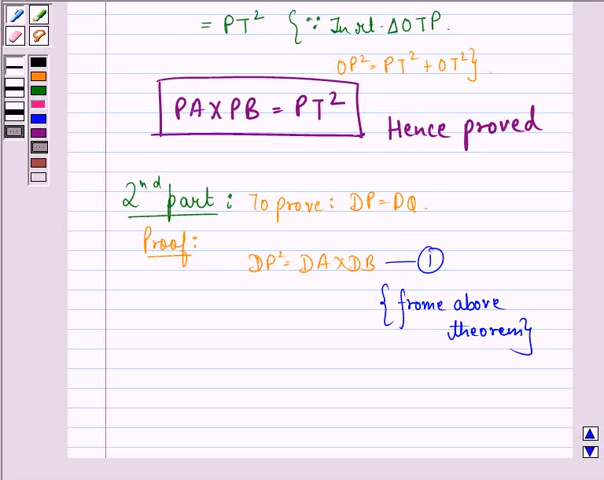 = PT² {∵ In rt. ΔOTP.
OP² = PT² + OT²}.
PA X PB = PT²
Hence proved
2nd part: To prove: DP = DQ.
Proof:
DP² = DA X DB — ①
{frome above
theorem}